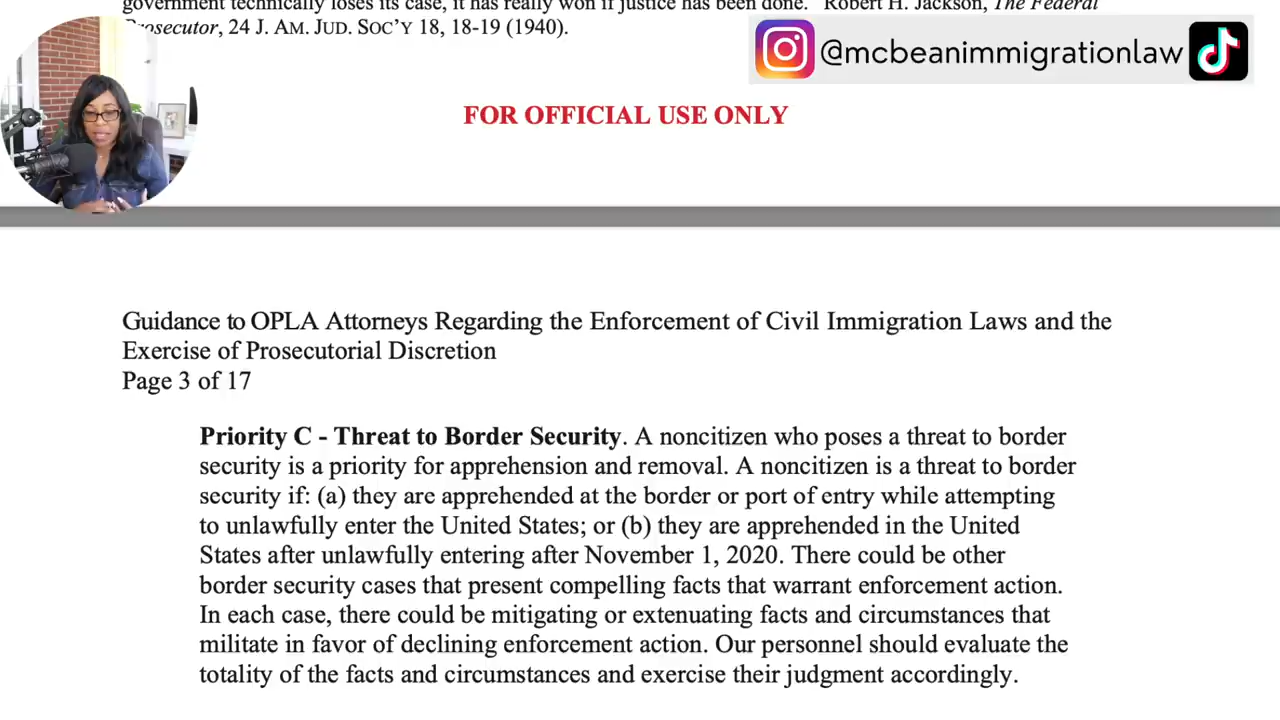 government technically loses its case, it has really won if justice has been done." Robert H. Jackson, The Federal
Prosecutor, 24 J. AM. JUD. SOC'Y 18, 18-19 (1940).
@mcbeanimmigrationlaw
FOR OFFICIAL USE ONLY
Guidance to OPLA Attorneys Regarding the Enforcement of Civil Immigration Laws and the
Exercise of Prosecutorial Discretion
Page 3 of 17
Priority C - Threat to Border Security. A noncitizen who poses a threat to border
security is a priority for apprehension and removal. A noncitizen is a threat to border
security if: (a) they are apprehended at the border or port of entry while attempting
to unlawfully enter the United States; or (b) they are apprehended in the United
States after unlawfully entering after November 1, 2020. There could be other
border security cases that present compelling facts that warrant enforcement action.
In each case, there could be mitigating or extenuating facts and circumstances that
militate in favor of declining enforcement action. Our personnel should evaluate the
totality of the facts and circumstances and exercise their judgment accordingly.